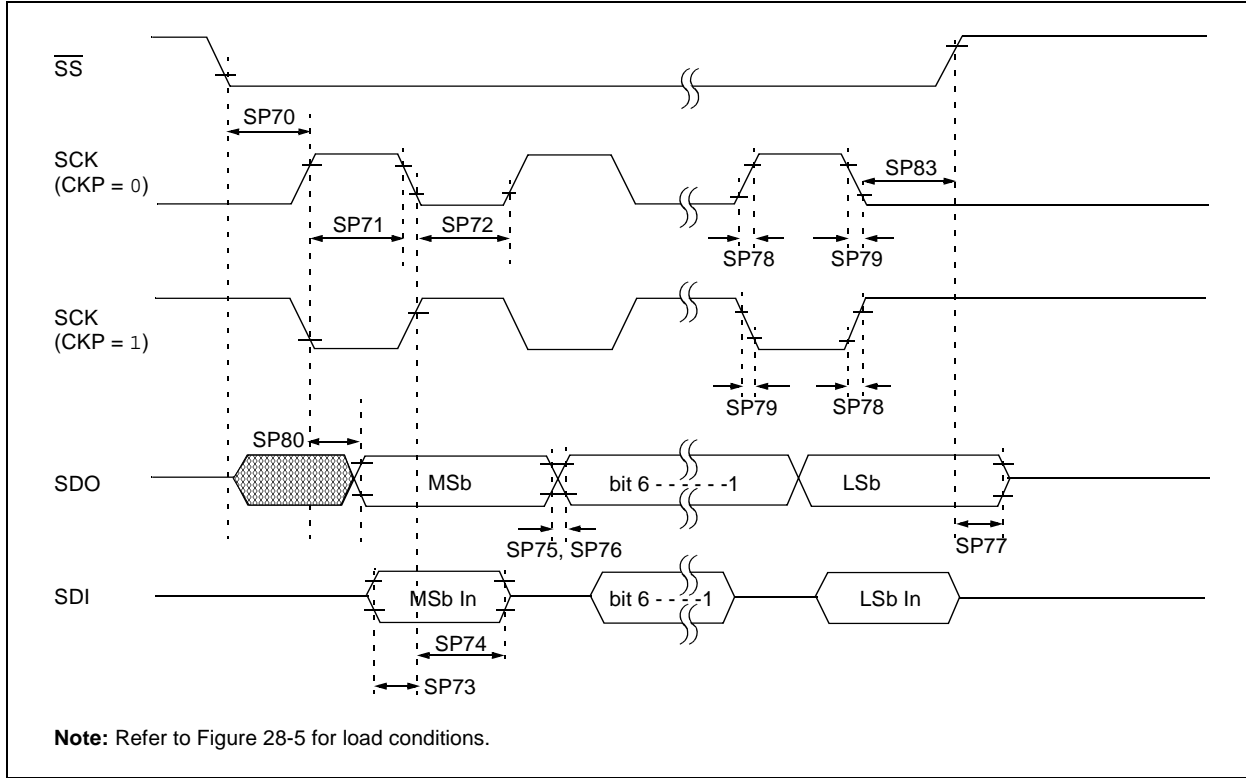 SS
SP70
SCK
(CKP = 0)
SP83
SP71
SP72
SP78
SP79
SCK
(CKP = 1)
SP79
SP78
SP80
SDO
MSb
bit 6 - - - - - - -1
LSb
SP75, SP76
SP77
SDI
MSb In
bit 6 - - - -1
LSb In
SP74
SP73
Note: Refer to Figure 28-5 for load conditions.